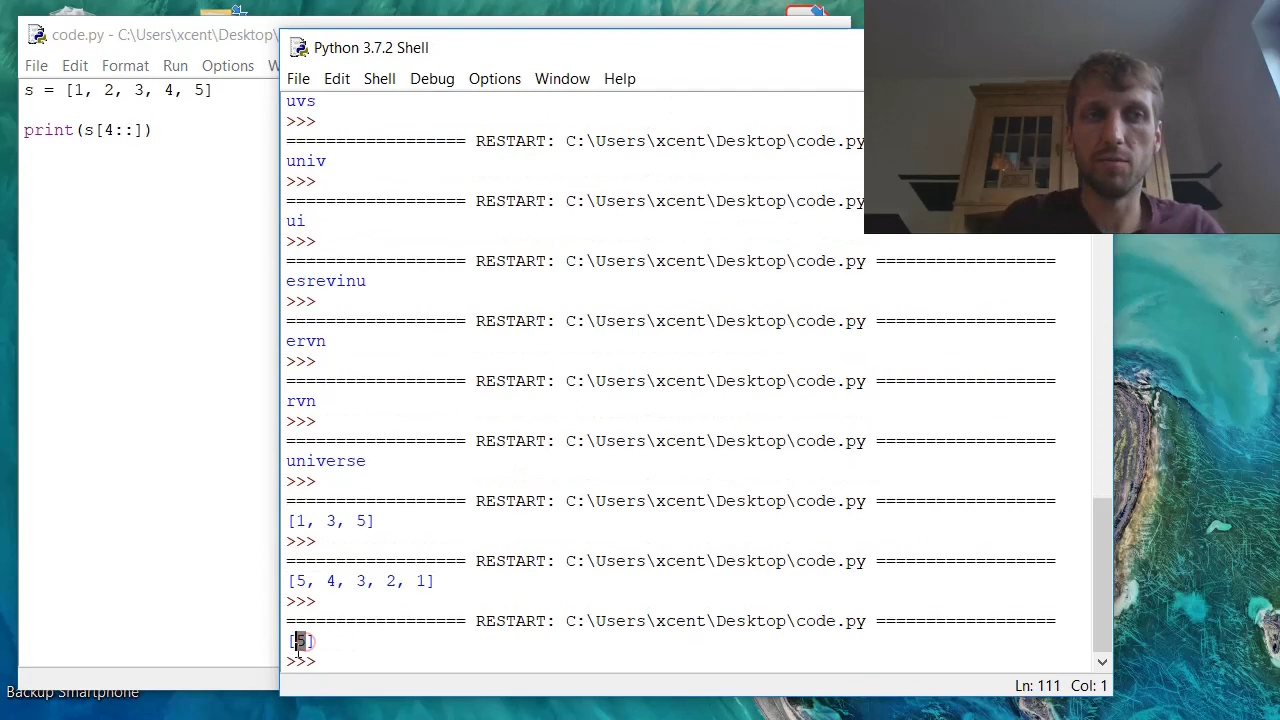 code.py - C:\Users\xcent\Desktop\
File Edit Format Run Options W
s = [1, 2, 3, 4, 5]
print(s[4::])
Python 3.7.2 Shell
File Edit Shell Debug Options Window Help
uvs
>>>
================== RESTART: C:\Users\xcent\Desktop\code.py
univ
>>>
================== RESTART: C:\Users\xcent\Desktop\code.py
ui
>>>
================== RESTART: C:\Users\xcent\Desktop\code.py ==================
esrevinu
>>>
================== RESTART: C:\Users\xcent\Desktop\code.py ==================
ervn
>>>
================== RESTART: C:\Users\xcent\Desktop\code.py ==================
rvn
>>>
================== RESTART: C:\Users\xcent\Desktop\code.py ==================
universe
>>>
================== RESTART: C:\Users\xcent\Desktop\code.py ==================
[1, 3, 5]
>>>
================== RESTART: C:\Users\xcent\Desktop\code.py ==================
[5, 4, 3, 2, 1]
>>>
================== RESTART: C:\Users\xcent\Desktop\code.py ==================
[5]
>>>
Ln: 111 Col: 1
Backup Smartphone